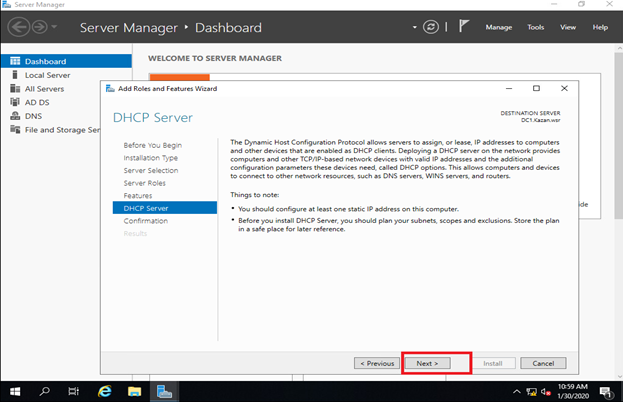 Server Manager
Server Manager • Dashboard
Manage Tools View Help
Dashboard
Local Server
All Servers
AD DS
DNS
File and Storage Ser
WELCOME TO SERVER MANAGER
Add Roles and Features Wizard
DHCP Server
DESTINATION SERVER
DC1.Kazan.wsr
Before You Begin
Installation Type
Server Selection
Server Roles
Features
DHCP Server
Confirmation
Results
The Dynamic Host Configuration Protocol allows servers to assign, or lease, IP addresses to computers
and other devices that are enabled as DHCP clients. Deploying a DHCP server on the network provides
computers and other TCP/IP-based network devices with valid IP addresses and the additional
configuration parameters these devices need, called DHCP options. This allows computers and devices
to connect to other network resources, such as DNS servers, WINS servers, and routers.
Things to note:
• You should configure at least one static IP address on this computer.
• Before you install DHCP Server, you should plan your subnets, scopes and exclusions. Store the plan
in a safe place for later reference.
ide
< Previous Next > Install Cancel
10:59 AM
1/30/2020
1